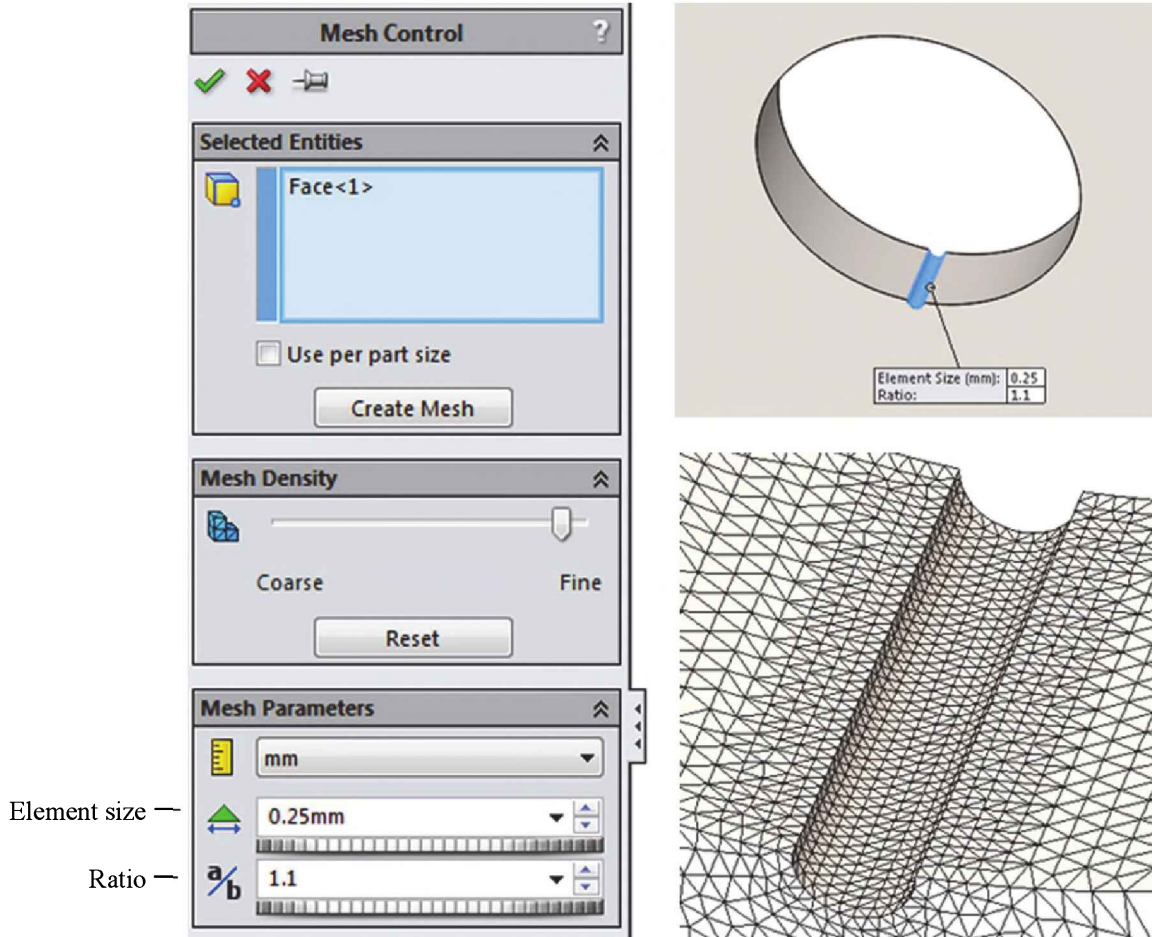 Mesh Control
?
Selected Entities
Face<1>
Use per part size
Create Mesh
Mesh Density
Coarse
Fine
Reset
Mesh Parameters
mm
Element size
0.25mm
Ratio
a/b
1.1
Element Size (mm): 0.25
Ratio: 1.1